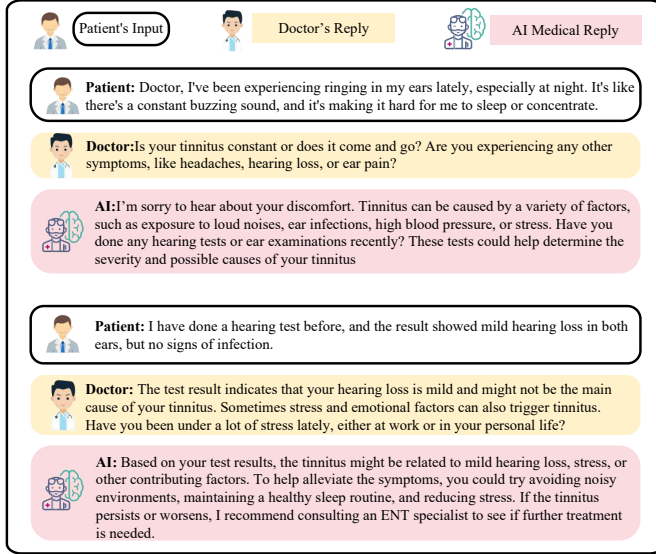 Patient's Input
Doctor's Reply
AI Medical Reply
Patient: Doctor, I've been experiencing ringing in my ears lately, especially at night. It's like
there's a constant buzzing sound, and it's making it hard for me to sleep or concentrate.
Doctor:Is your tinnitus constant or does it come and go? Are you experiencing any other
symptoms, like headaches, hearing loss, or ear pain?
AI:I'm sorry to hear about your discomfort. Tinnitus can be caused by a variety of factors,
such as exposure to loud noises, ear infections, high blood pressure, or stress. Have you
done any hearing tests or ear examinations recently? These tests could help determine the
severity and possible causes of your tinnitus
Patient: I have done a hearing test before, and the result showed mild hearing loss in both
ears, but no signs of infection.
Doctor: The test result indicates that your hearing loss is mild and might not be the main
cause of your tinnitus. Sometimes stress and emotional factors can also trigger tinnitus.
Have you been under a lot of stress lately, either at work or in your personal life?
AI: Based on your test results, the tinnitus might be related to mild hearing loss, stress, or
other contributing factors. To help alleviate the symptoms, you could try avoiding noisy
environments, maintaining a healthy sleep routine, and reducing stress. If the tinnitus
persists or worsens, I recommend consulting an ENT specialist to see if further treatment
is needed.